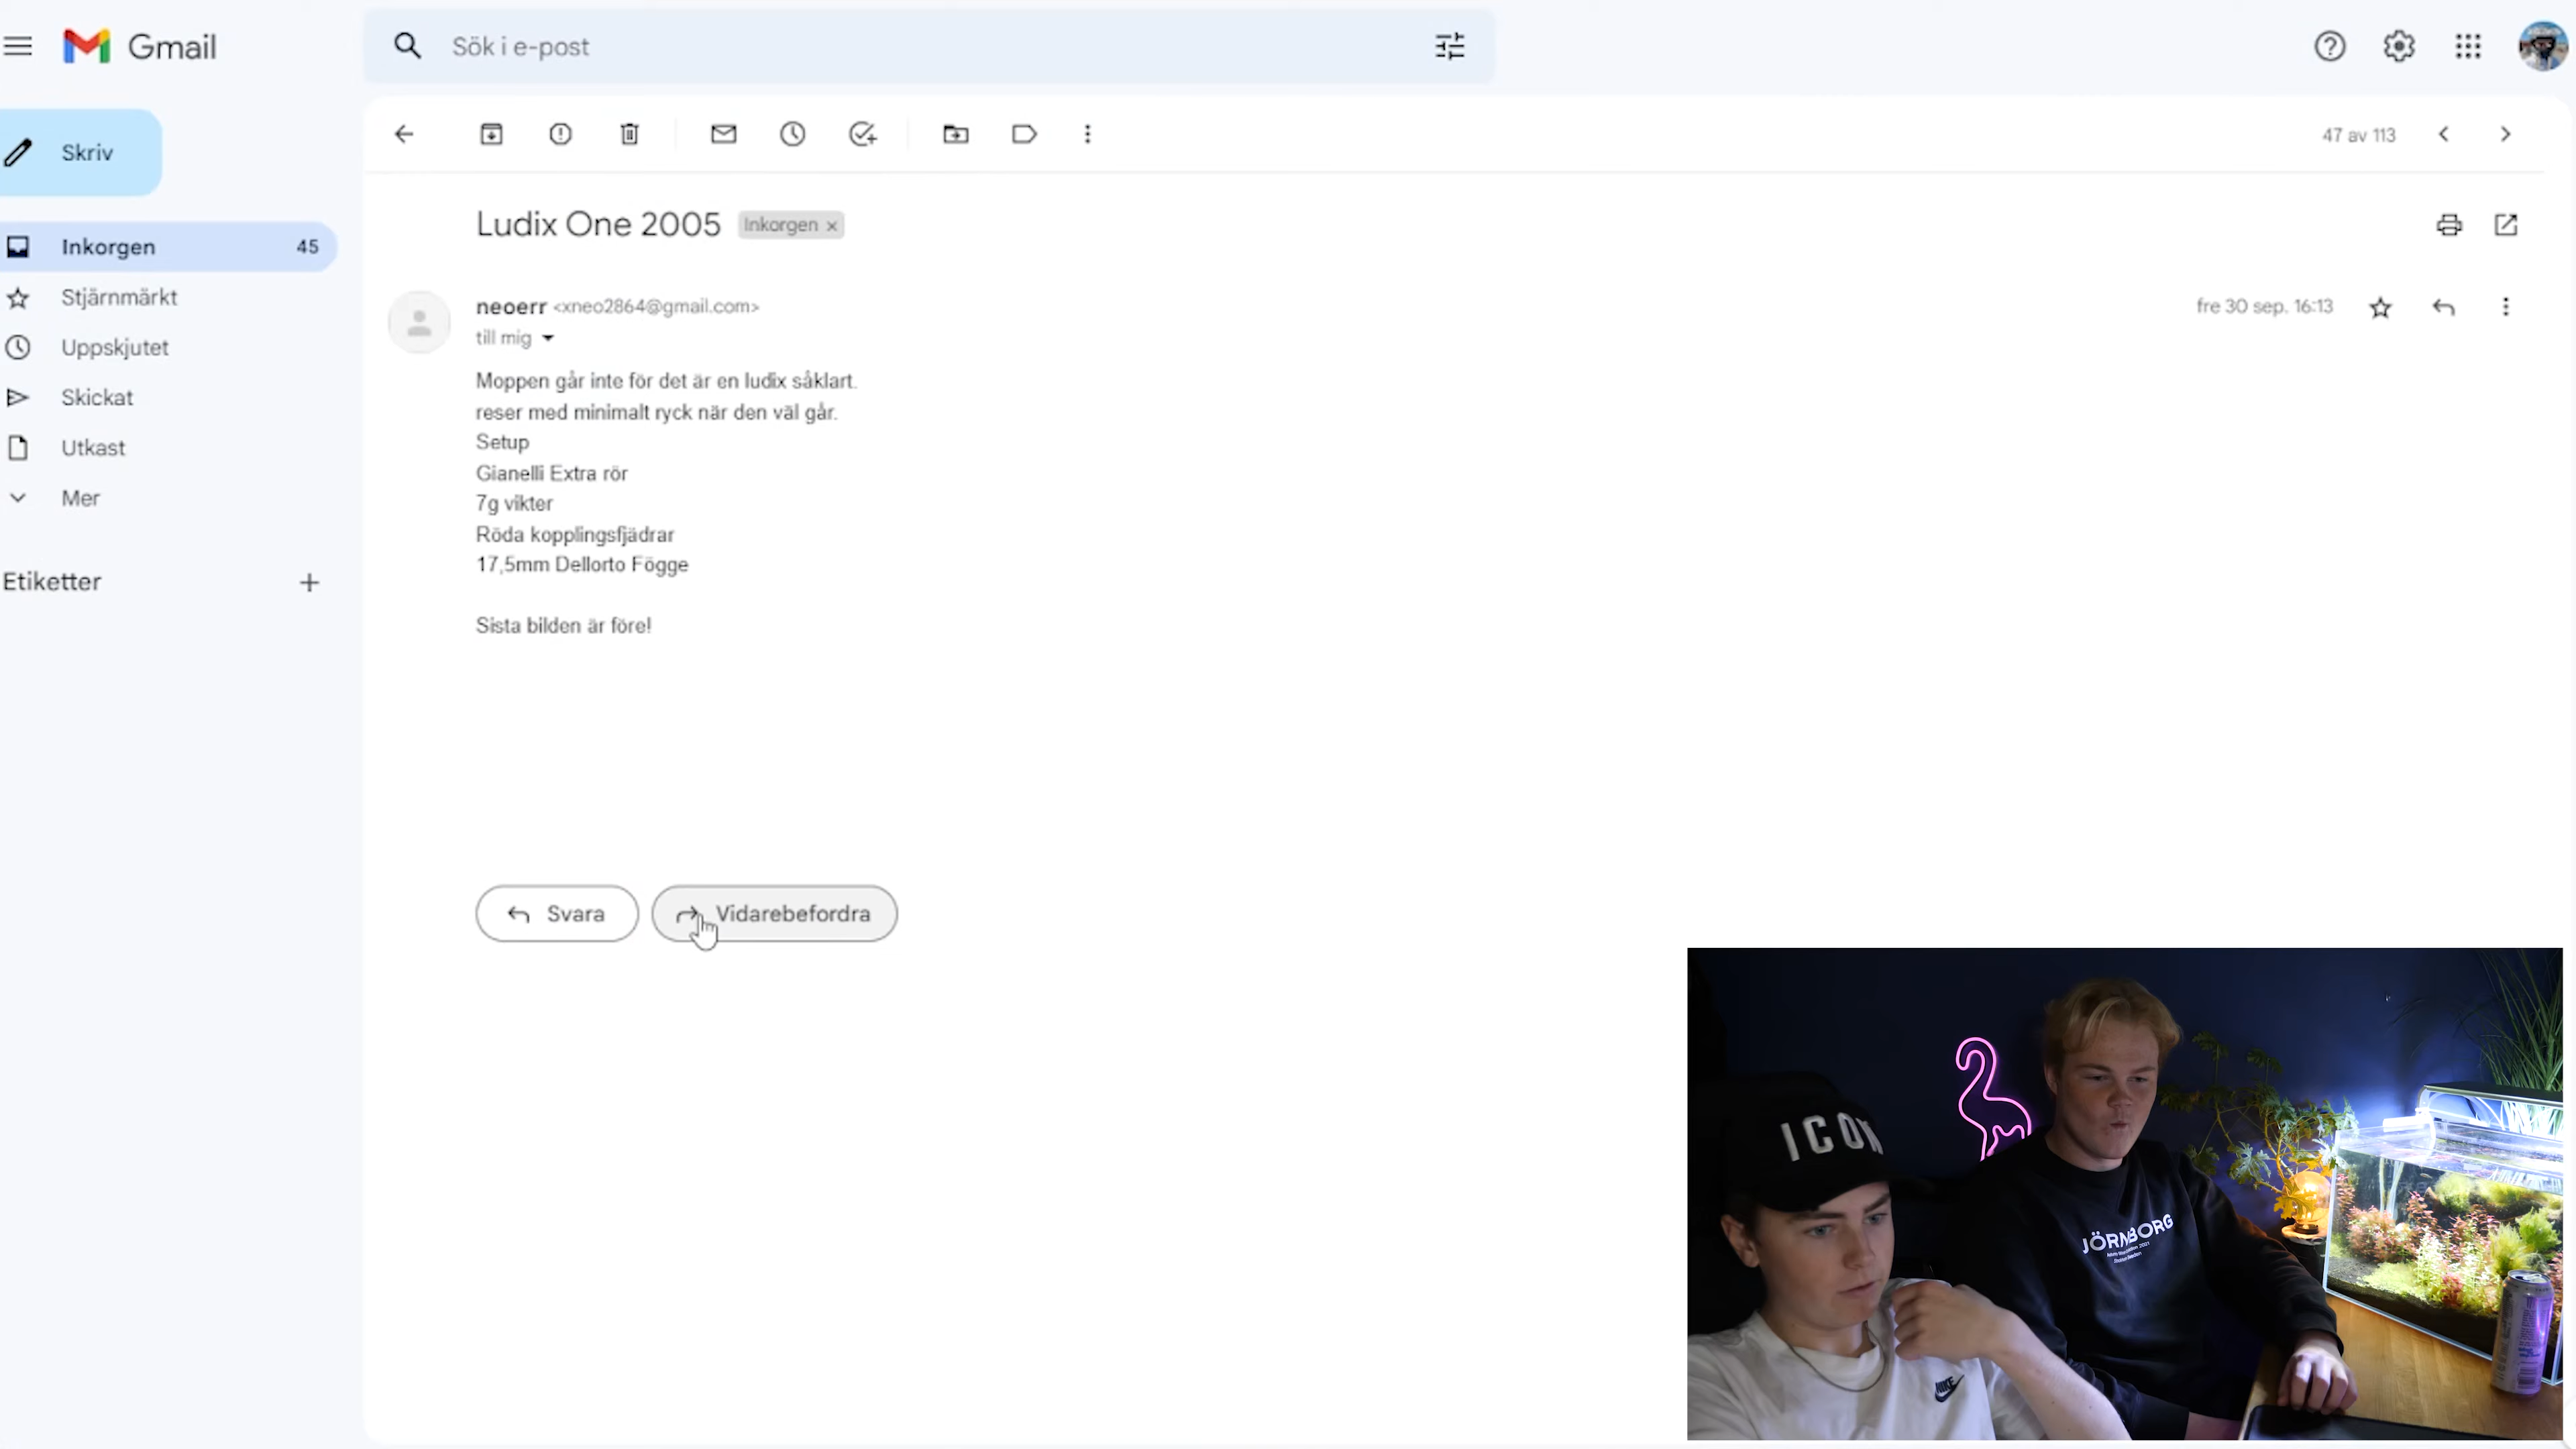 Gmail
Sök i e-post
Skriv
47 av 113
Inkorgen 45
Stjärnmärkt
Uppskjutet
Skickat
Utkast
Mer
Etiketter
Ludix One 2005 Inkorgen
neoerr <xneo2864@gmail.com>
fre 30 sep. 16:13
till mig
Moppen går inte för det är en ludix såklart.
reser med minimalt ryck när den väl går.
Setup
Gianelli Extra rör
7g vikter
Röda kopplingsfjädrar
17,5mm Dellorto Fögge
Sista bilden är före!
Svara
Vidarebefordra
ICON
NIKE